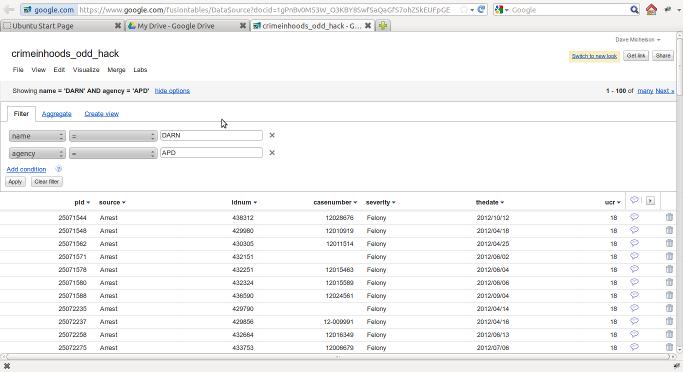 google.com https://www.google.com/fusiontables/DataSource?docid=1gPnBv0M53W_O3KBY8SwfSaQaGfS7ohZSkEUFpGE Google
Ubuntu Start Page My Drive - Google Drive crimeinhoods_odd_hack - G...
Dave Michelson
crimeinhoods_odd_hack
Switch to new look Get link Share
File View Edit Visualize Merge Labs
Showing name = 'DARN' AND agency = 'APD' hide options 1 - 100 of many Next »
Filter Aggregate Create view
name = DARN
agency = APD
Add condition ?
Apply Clear filter
pid source idnum casenumber severity thedate ucr
25071544 Arrest 438312 12028676 Felony 2012/10/12 18
25071548 Arrest 429980 12010919 Felony 2012/04/18 18
25071562 Arrest 430305 12011514 Felony 2012/04/25 18
25071571 Arrest 432151 Felony 2012/06/02 18
25071578 Arrest 432251 12015463 Felony 2012/06/04 18
25071580 Arrest 432324 12015589 Felony 2012/06/06 18
25071588 Arrest 436590 12024561 Felony 2012/09/04 18
25072235 Arrest 429790 Felony 2012/04/14 18
25072237 Arrest 429856 12-009991 Felony 2012/04/16 18
25072258 Arrest 432684 12016349 Felony 2012/06/13 18
25072275 Arrest 433753 12006679 Felony 2012/07/06 18